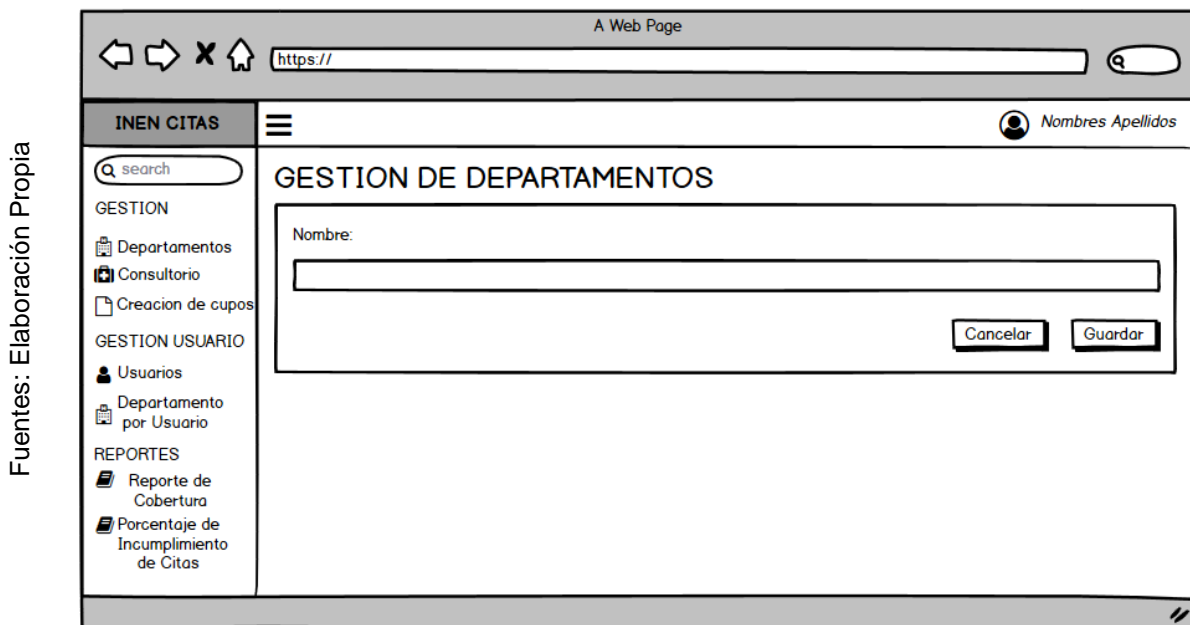 A Web Page
https://
INEN CITAS
Nombres Apellidos
search
GESTION
Departamentos
Consultorio
Creacion de cupos
GESTION USUARIO
Usuarios
Departamento
por Usuario
REPORTES
Reporte de
Cobertura
Porcentaje de
Incumplimiento
de Citas
GESTION DE DEPARTAMENTOS
Nombre:
Cancelar
Guardar
Fuentes: Elaboración Propia